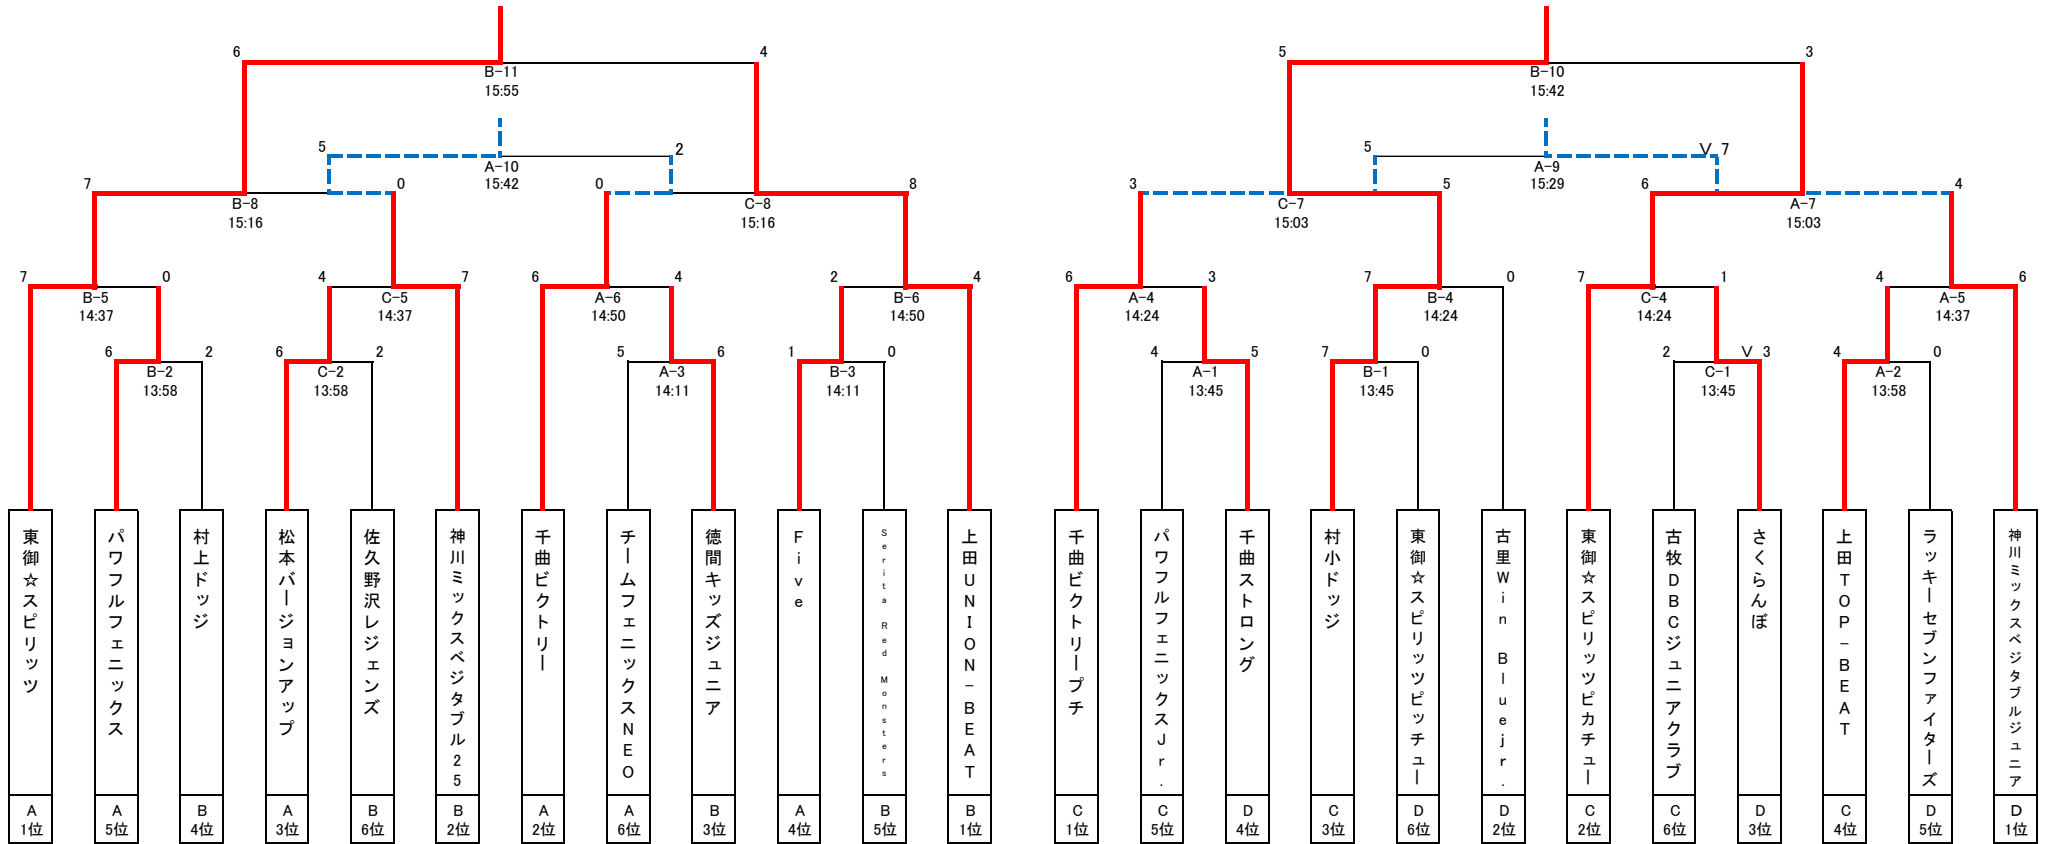 6 4 5 3
B-11 B-10
15:55 15:42
5 2 5 V 7
A-10 A-9
15:42 15:29
7 0 0 8 3 5 6 4
B-8 C-8 C-7 A-7
15:16 15:16 15:03 15:03
7 0 4 7 6 4 2 4 6 3 7 0 7 1 4 6
B-5 C-5 A-6 B-6 A-4 B-4 C-4 A-5
14:37 14:37 14:50 14:50 14:24 14:24 14:24 14:37
6 2 6 2 5 6 1 0 4 5 7 0 2 V 3 4 0
B-2 C-2 A-3 B-3 A-1 B-1 C-1 A-2
13:58 13:58 14:11 14:11 13:45 13:45 13:45 13:58
東御☆スピリッツ
パワフルフェニックス
村上ドッジ
松本バージョンアップ
佐久野沢レジェンズ
神川ミックスベジタブル25
千曲ビクトリー
チームフェニックスNEO
徳間キッズジュニア
Five
Serita Red Monsters
上田UNION-BEAT
千曲ビクトリープチ
パワフルフェニックスJr.
千曲ストロング
村小ドッジ
東御☆スピリッツピッチュー
古里Win Bluejr.
東御☆スピリッツピカチュー
古牧DBCジュニアクラブ
さくらんぼ
上田TOP-BEAT
ラッキーセブンファイターズ
神川ミックスベジタブルジュニア
A A B A B B A A B A B B C C D C D D C C D C D D
1位 5位 4位 3位 6位 2位 2位 6位 3位 4位 5位 1位 1位 5位 4位 3位 6位 2位 2位 6位 3位 4位 5位 1位